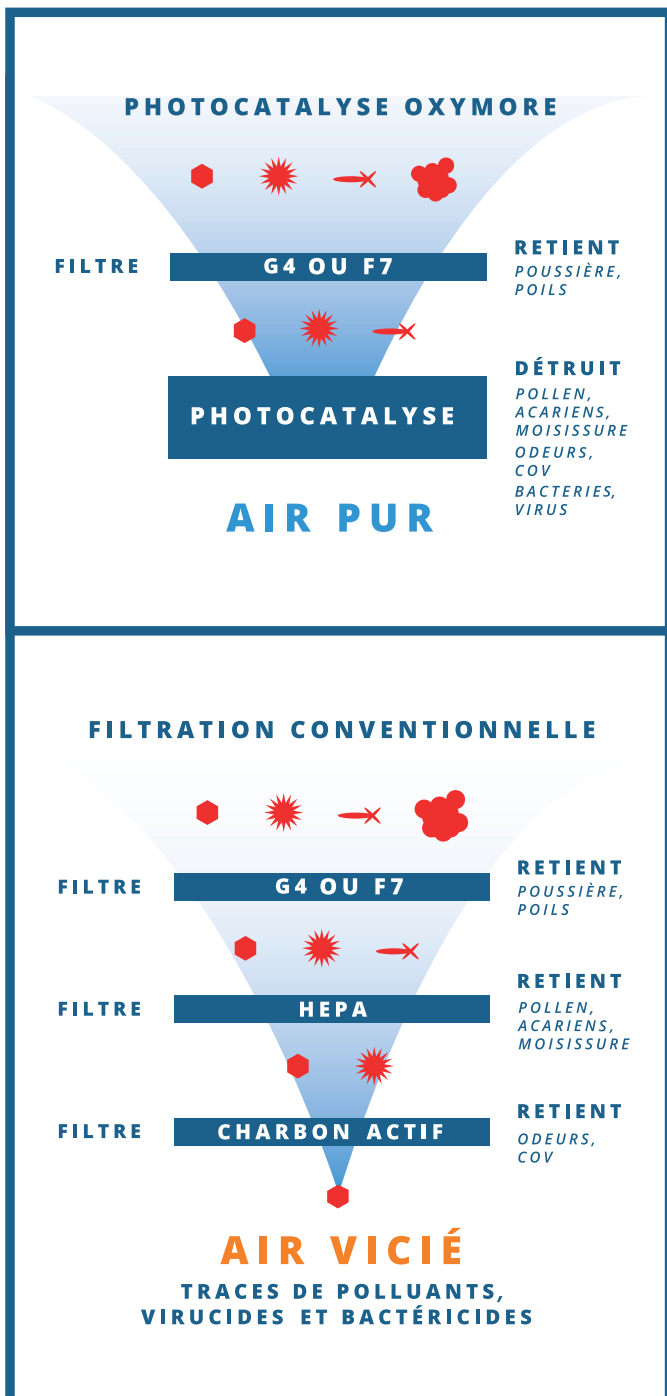 PHOTOCATALYSE OXYMORE
FILTRE
G4 OU F7
RETIENT
POUSSIÈRE,
POILS
PHOTOCATALYSE
DÉTRUIT
POLLEN,
ACARIENS,
MOISISSURE
ODEURS,
COV
BACTERIES,
VIRUS
AIR PUR
FILTRATION CONVENTIONNELLE
FILTRE
G4 OU F7
RETIENT
POUSSIÈRE,
POILS
FILTRE
HEPA
RETIENT
POLLEN,
ACARIENS,
MOISISSURE
FILTRE
CHARBON ACTIF
RETIENT
ODEURS,
COV
AIR VICIÉ
TRACES DE POLLUANTS,
VIRUCIDES ET BACTÉRICIDES